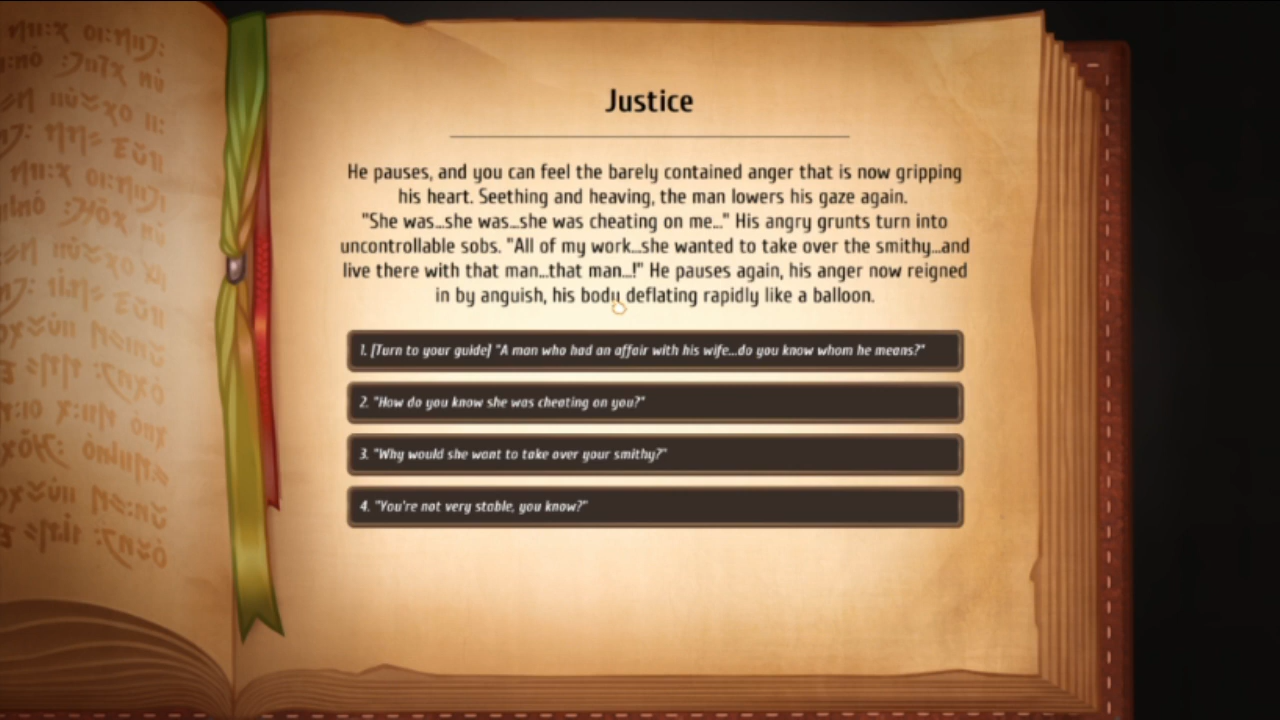 Justice
He pauses, and you can feel the barely contained anger that is now gripping
his heart. Seething and heaving, the man lowers his gaze again.
"She was...she was...she was cheating on me..." His angry grunts turn into
uncontrollable sobs. "All of my work...she wanted to take over the smithy...and
live there with that man...that man...!" He pauses again, his anger now reigned
in by anguish, his body deflating rapidly like a balloon.
1. [Turn to your guide] "A man who had an affair with his wife...do you know whom he means?"
2. "How do you know she was cheating on you?"
3. "Why would she want to take over your smithy?"
4. "You're not very stable, you know?"